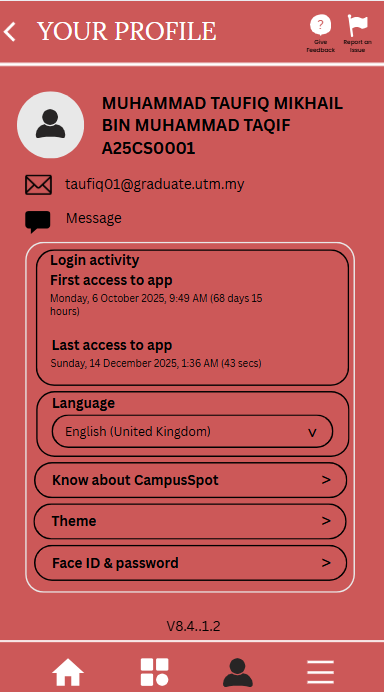 YOUR PROFILE
Give
Feedback
Report an
Issue
MUHAMMAD TAUFIQ MIKHAIL
BIN MUHAMMAD TAQIF
A25CS0001
taufiq01@graduate.utm.my
Message
Login activity
First access to app
Monday, 6 October 2025, 9:49 AM (68 days 15
hours)
Last access to app
Sunday, 14 December 2025, 1:36 AM (43 secs)
Language
English (United Kingdom)
Know about CampusSpot
Theme
Face ID & password
V8.4..1.2